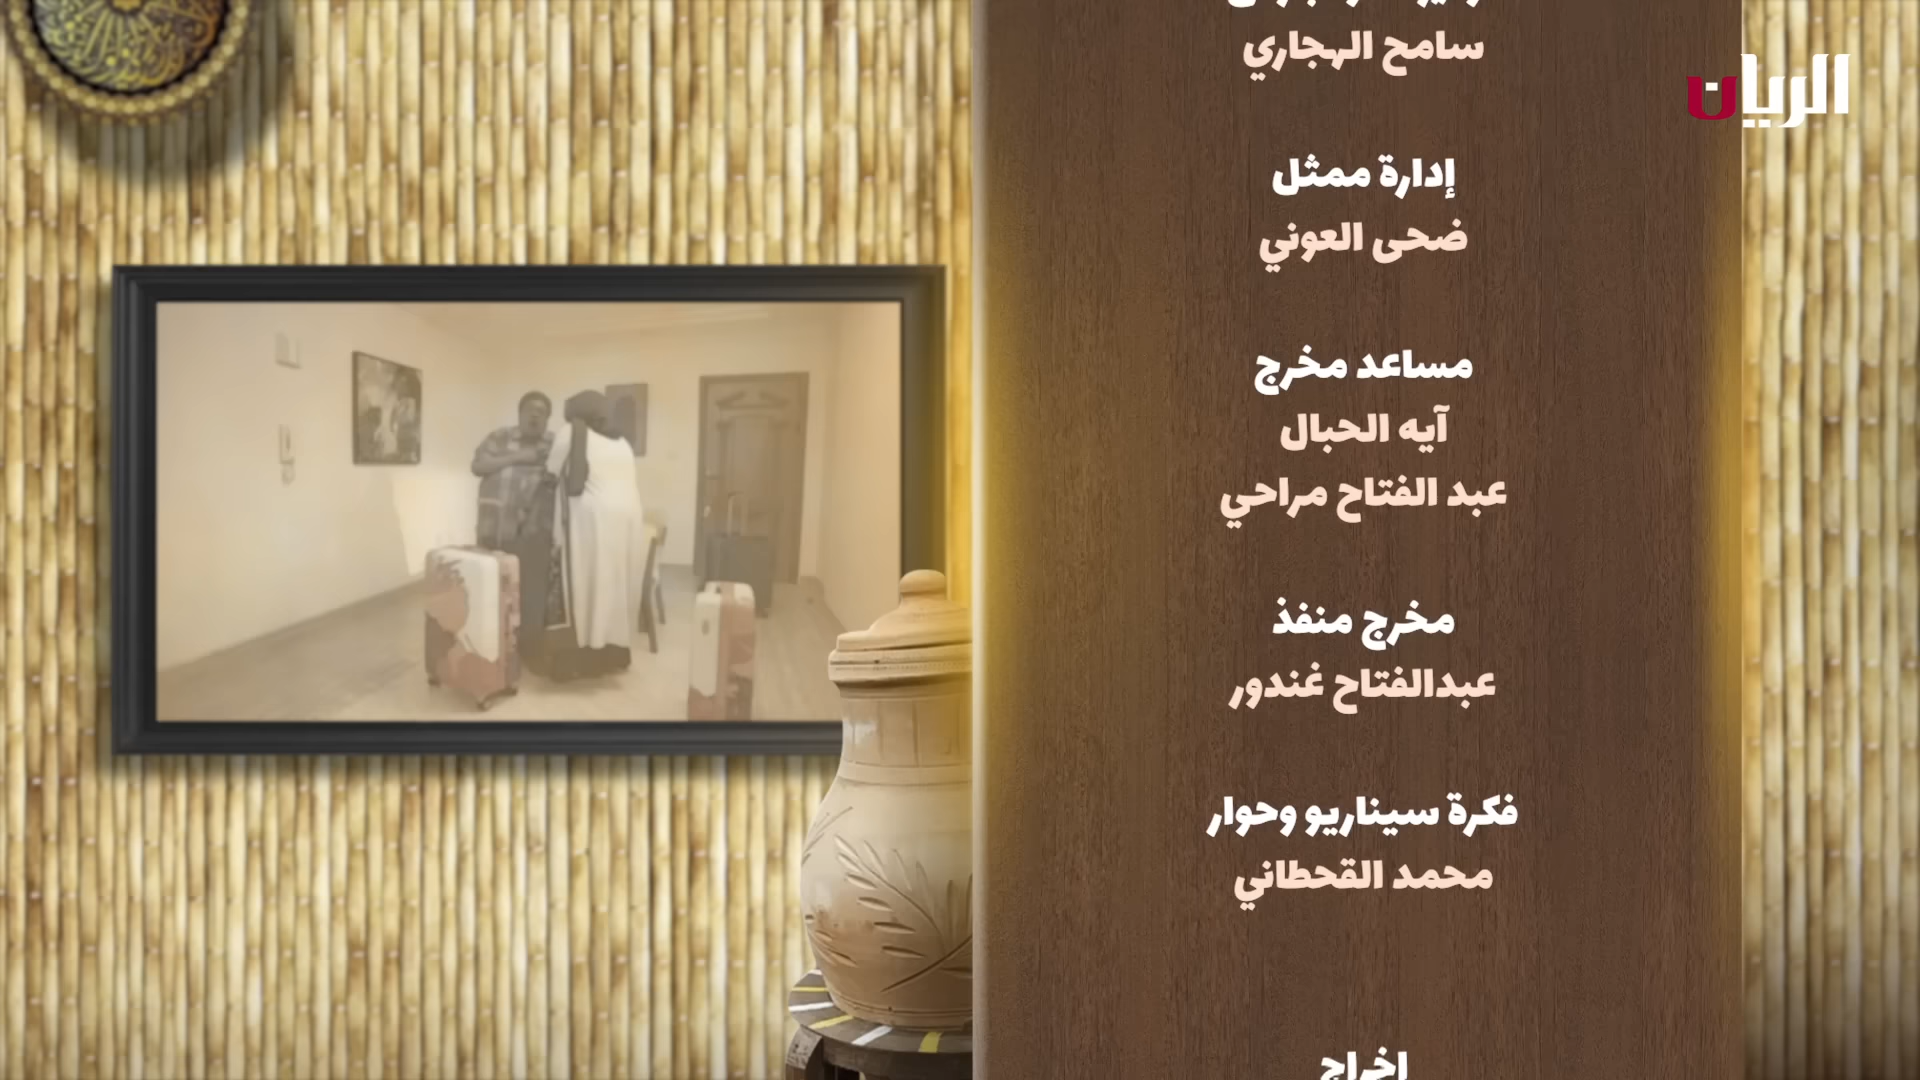 سامح الهجاري
الريان
إدارة ممثل
ضحى العوني
مساعد مخرج
آيه الحبال
عبد الفتاح مراحي
مخرج منفذ
عبدالفتاح غندور
فكرة سيناريو وحوار
محمد القحطاني
إخراج